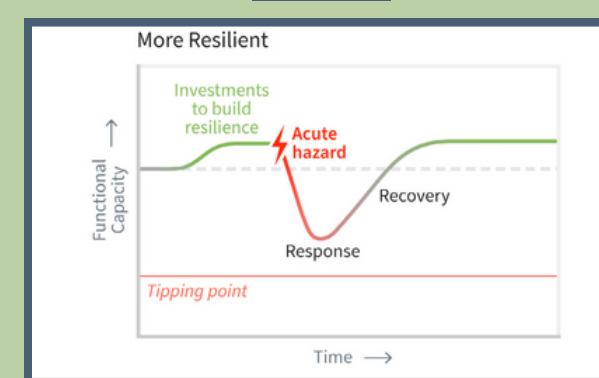 More Resilient
Investments
to build
resilience
Acute
hazard
Functional
Capacity
Recovery
Response
Tipping point
Time